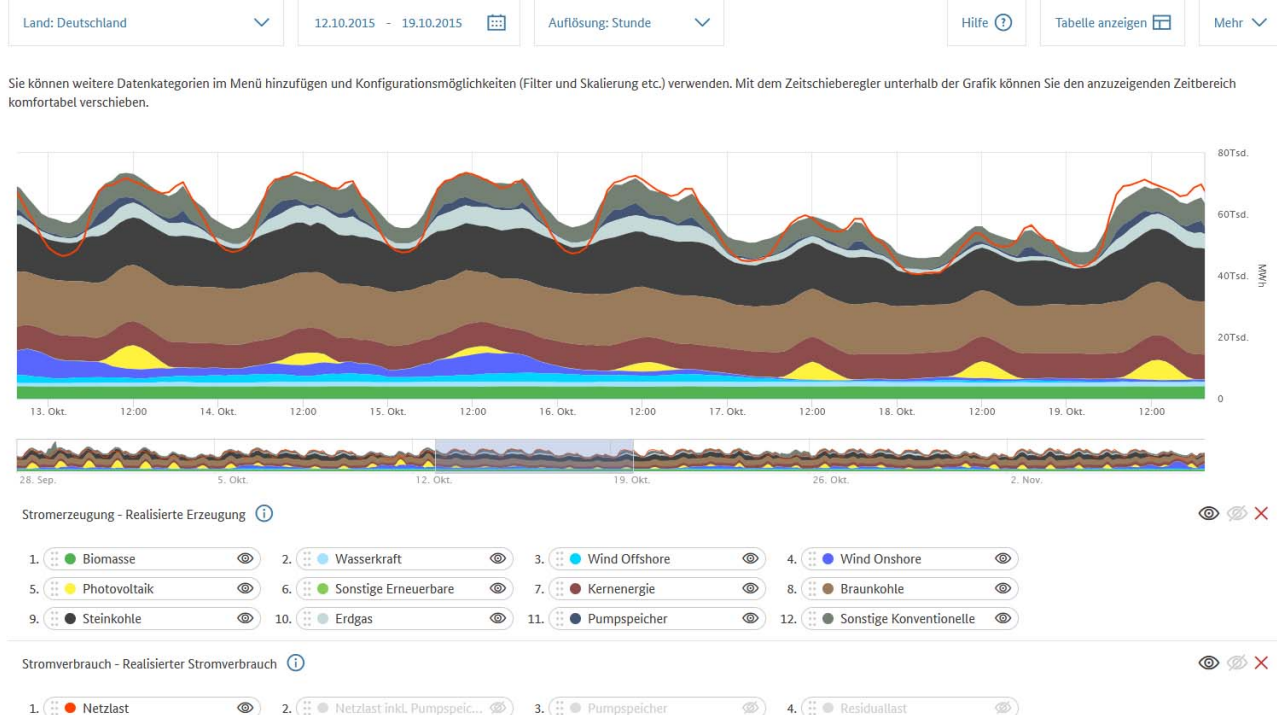 Land: Deutschland 12.10.2015 - 19.10.2015 Auflösung: Stunde Hilfe ? Tabelle anzeigen Mehr
Sie können weitere Datenkategorien im Menü hinzufügen und Konfigurationsmöglichkeiten (Filter und Skalierung etc.) verwenden. Mit dem Zeitschieberegler unterhalb der Grafik können Sie den anzuzeigenden Zeitbereich
komfortabel verschieben.
80Tsd.
60Tsd.
40Tsd.
MWh
20Tsd.
0
13. Okt. 12:00 14. Okt. 12:00 15. Okt. 12:00 16. Okt. 12:00 17. Okt. 12:00 18. Okt. 12:00 19. Okt. 12:00
28. Sep. 5. Okt. 12. Okt. 19. Okt. 26. Okt. 2. Nov.
Stromerzeugung - Realisierte Erzeugung i
1. Biomasse 2. Wasserkraft 3. Wind Offshore 4. Wind Onshore
5. Photovoltaik 6. Sonstige Erneuerbare 7. Kernenergie 8. Braunkohle
9. Steinkohle 10. Erdgas 11. Pumpspeicher 12. Sonstige Konventionelle
Stromverbrauch - Realisierter Stromverbrauch i
1. Netzlast 2. Netzlast inkl. Pumpspeic... 3. Pumpspeicher 4. Residuallast